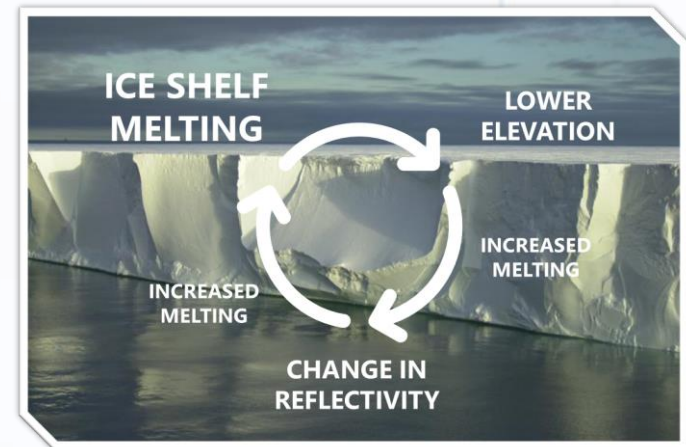 ICE SHELF
MELTING
LOWER
ELEVATION
INCREASED
MELTING
INCREASED
MELTING
CHANGE IN
REFLECTIVITY